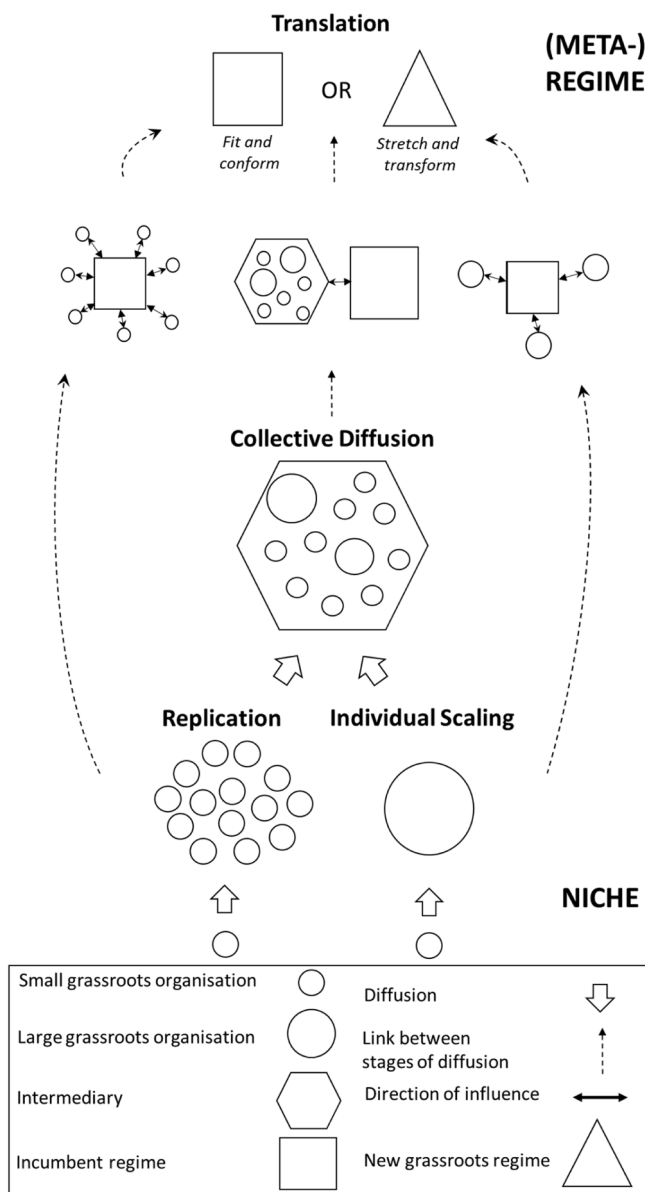 Translation
(META-)
REGIME
OR
Fit and
conform
Stretch and
transform
Collective Diffusion
Replication
Individual Scaling
NICHE
Small grassroots organisation
Diffusion
Large grassroots organisation
Link between
stages of diffusion
Intermediary
Direction of influence
Incumbent regime
New grassroots regime